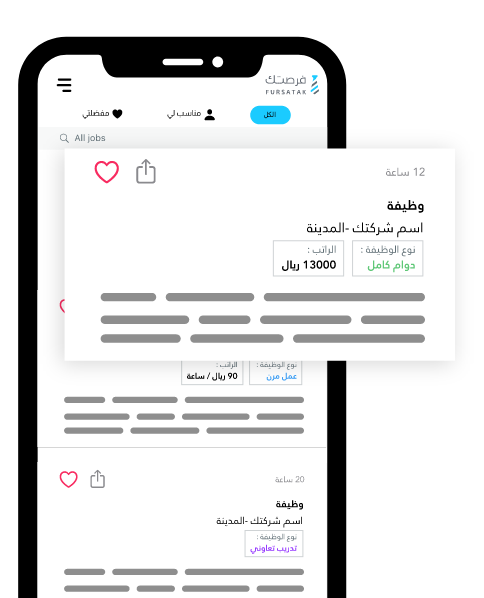 فرصتك
FURSATAK
الكل
مناسب لي
مفضلتي
All jobs
12 ساعة
وظيفة
اسم شركتك -المدينة
نوع الوظيفة :
دوام كامل
الراتب :
13000 ريال
نوع الوظيفة :
عمل مرن
الراتب :
90 ريال / ساعة
20 ساعة
وظيفة
اسم شركتك -المدينة
نوع الوظيفة :
تدريب تعاوني